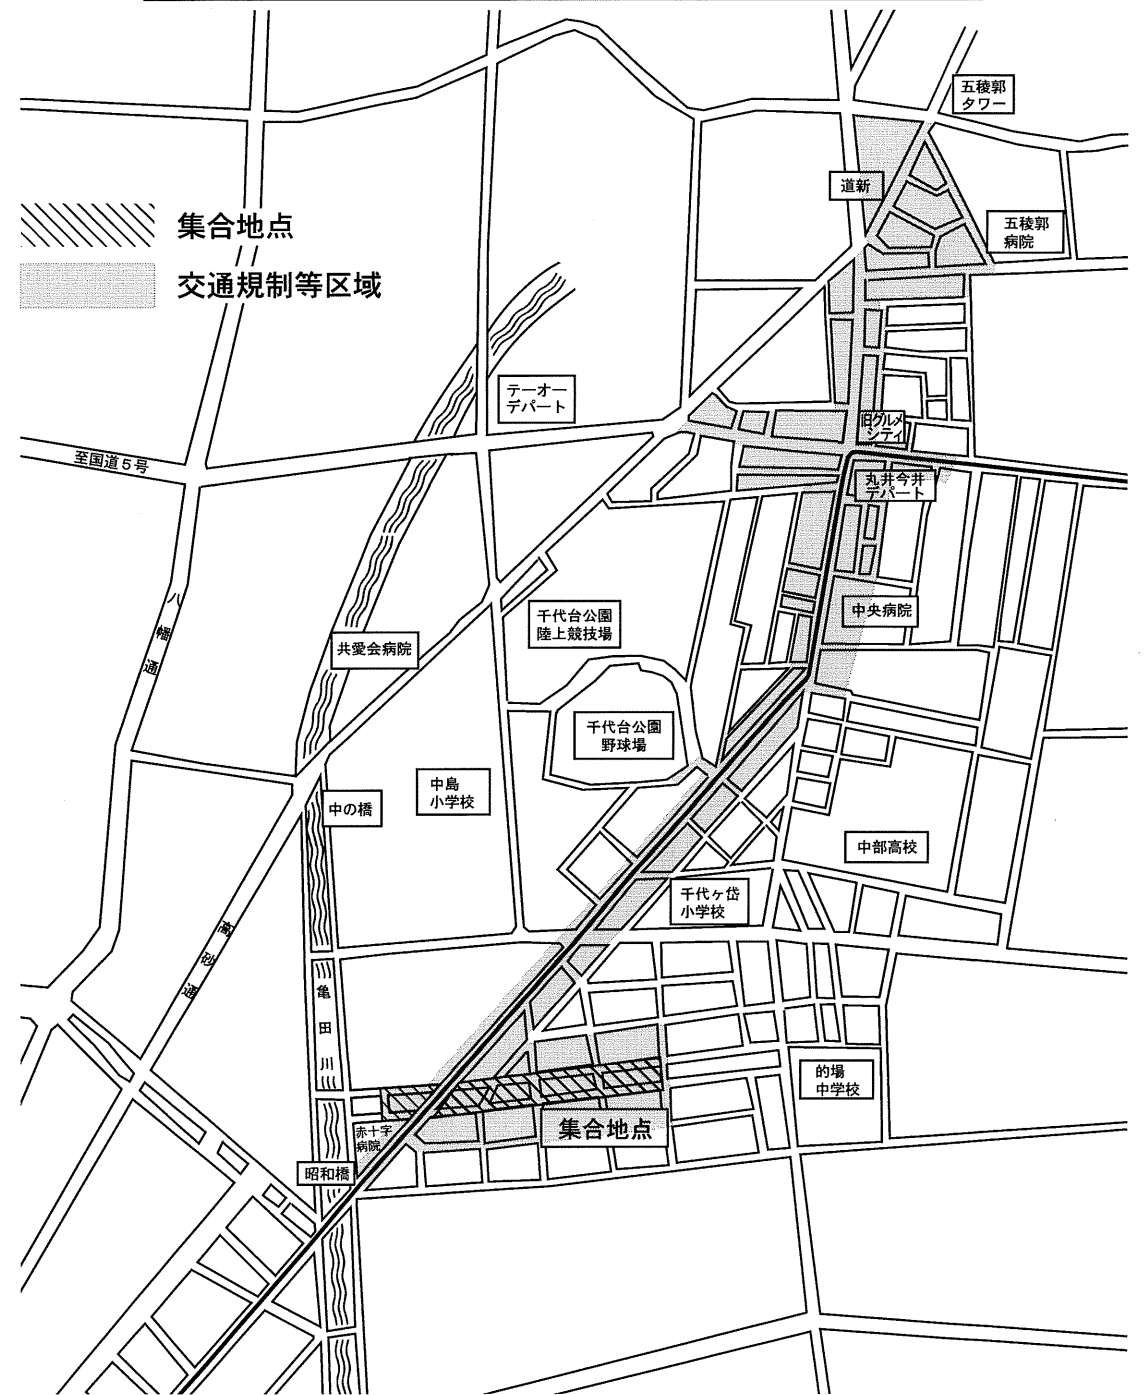 五稜郭
タワー
道新
五稜郭
病院
集合地点
交通規制等区域
テーオー
デパート
旧グルメ
シティ
至国道5号
丸井今井
デパート
八幡通
千代台公園
陸上競技場
中央病院
共愛会病院
千代台公園
野球場
中島
小学校
中の橋
中部高校
千代ヶ岱
小学校
高砂通
亀田川
的場
中学校
集合地点
赤十字
病院
昭和橋